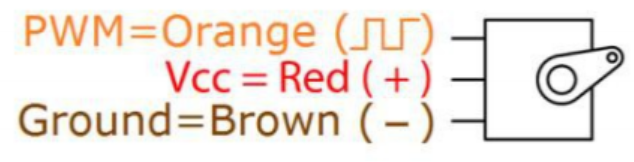 PWM=Orange (⎍⎍)
Vcc = Red ( + )
Ground=Brown ( − )